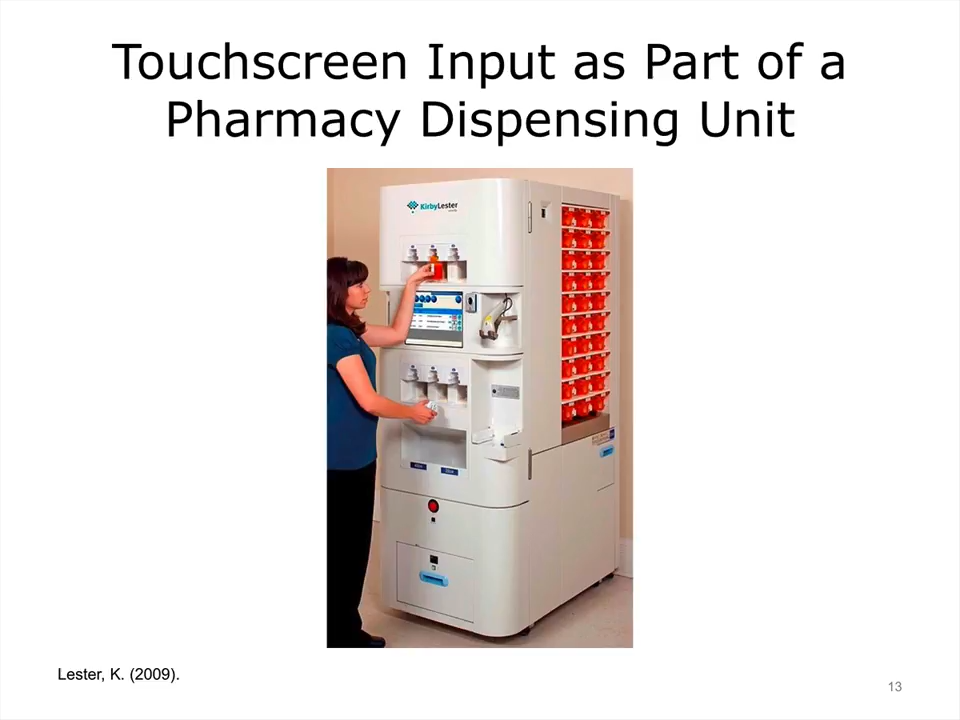 Touchscreen Input as Part of a
Pharmacy Dispensing Unit
KirbyLester
Lester, K. (2009).
13